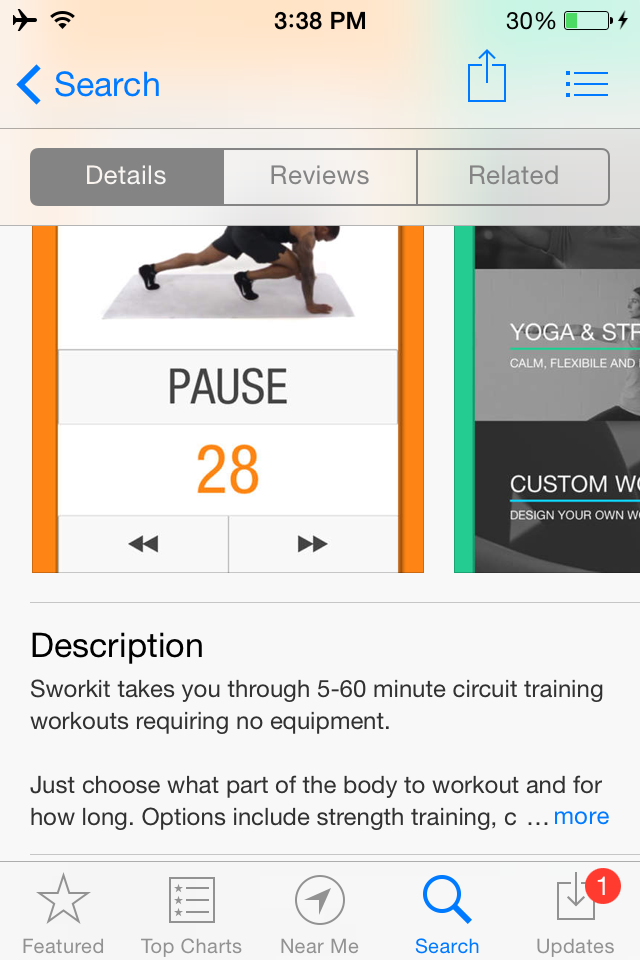 3:38 PM 30%
Search
Details Reviews Related
PAUSE
28
YOGA & STR
CALM, FLEXIBILE AND
CUSTOM WO
DESIGN YOUR OWN WO
Description
Sworkit takes you through 5-60 minute circuit training
workouts requiring no equipment.
Just choose what part of the body to workout and for
how long. Options include strength training, c ... more
1
Featured Top Charts Near Me Search Updates